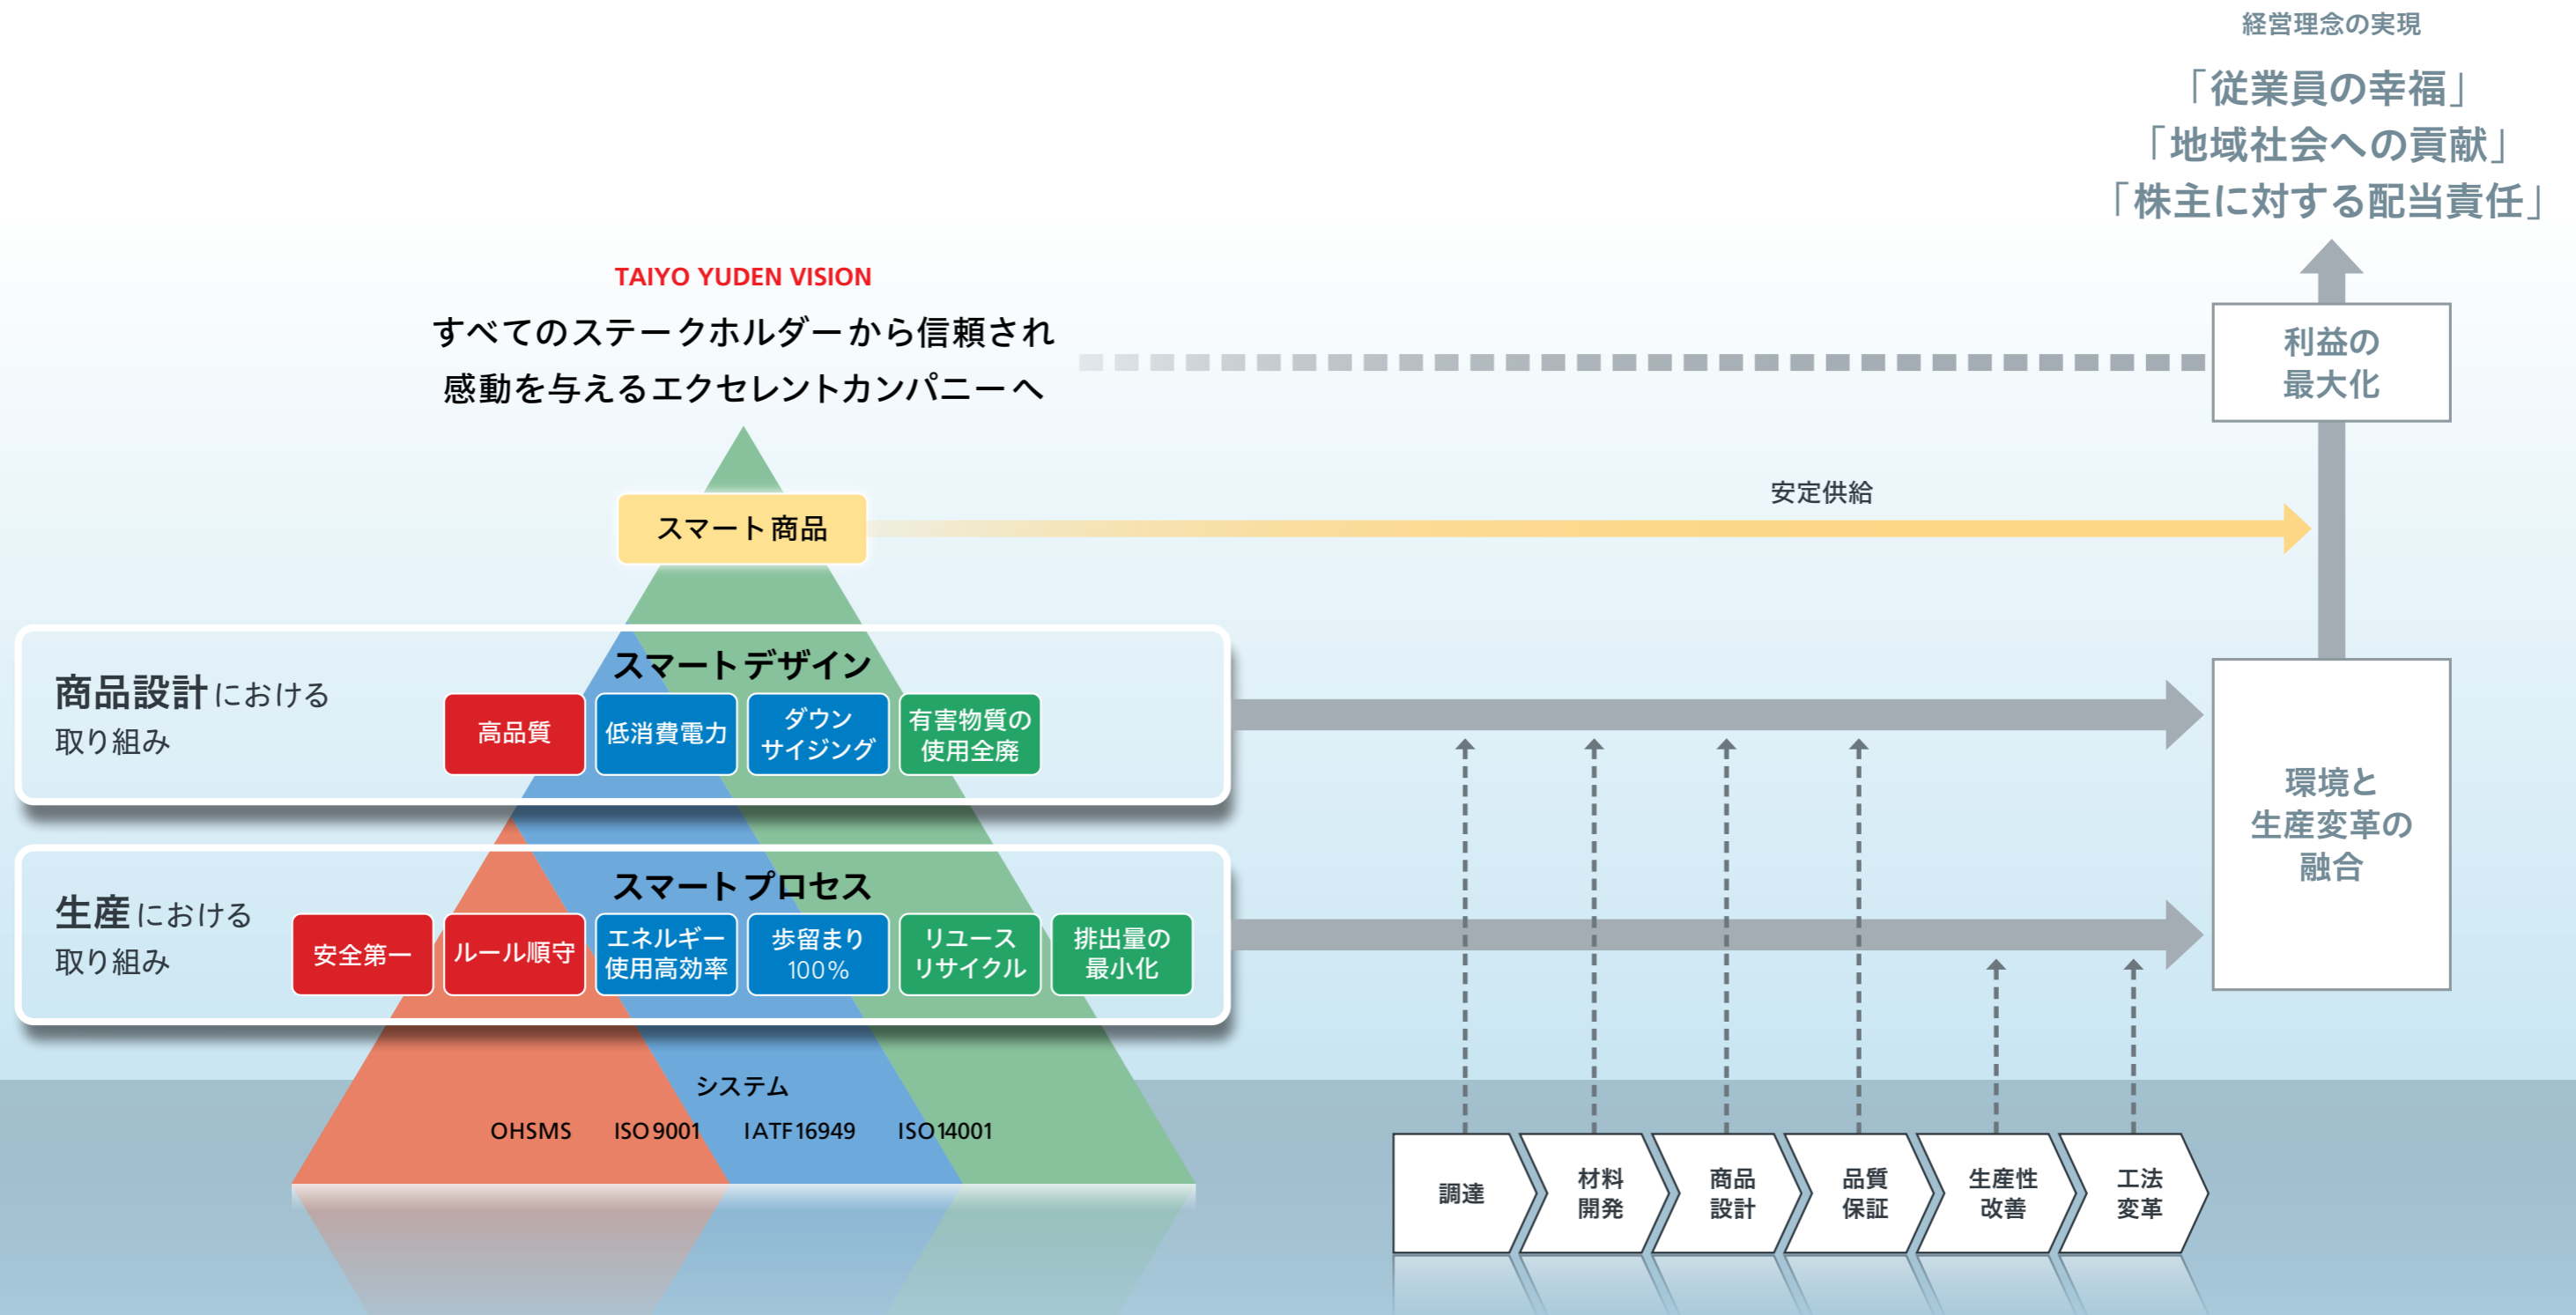 経営理念の実現
「従業員の幸福」
「地域社会への貢献」
「株主に対する配当責任」
TAIYO YUDEN VISION
すべてのステークホルダーから信頼され
感動を与えるエクセレントカンパニーへ
利益の
最大化
スマート商品
安定供給
商品設計における
取り組み
スマートデザイン
高品質
低消費電力
ダウン
サイジング
有害物質の
使用全廃
環境と
生産変革の
融合
生産における
取り組み
スマートプロセス
安全第一
ルール順守
エネルギー
使用高効率
歩留まり
100%
リユース
リサイクル
排出量の
最小化
システム
OHSMS ISO9001 IATF16949 ISO14001
調達
材料
開発
商品
設計
品質
保証
生産性
改善
工法
変革